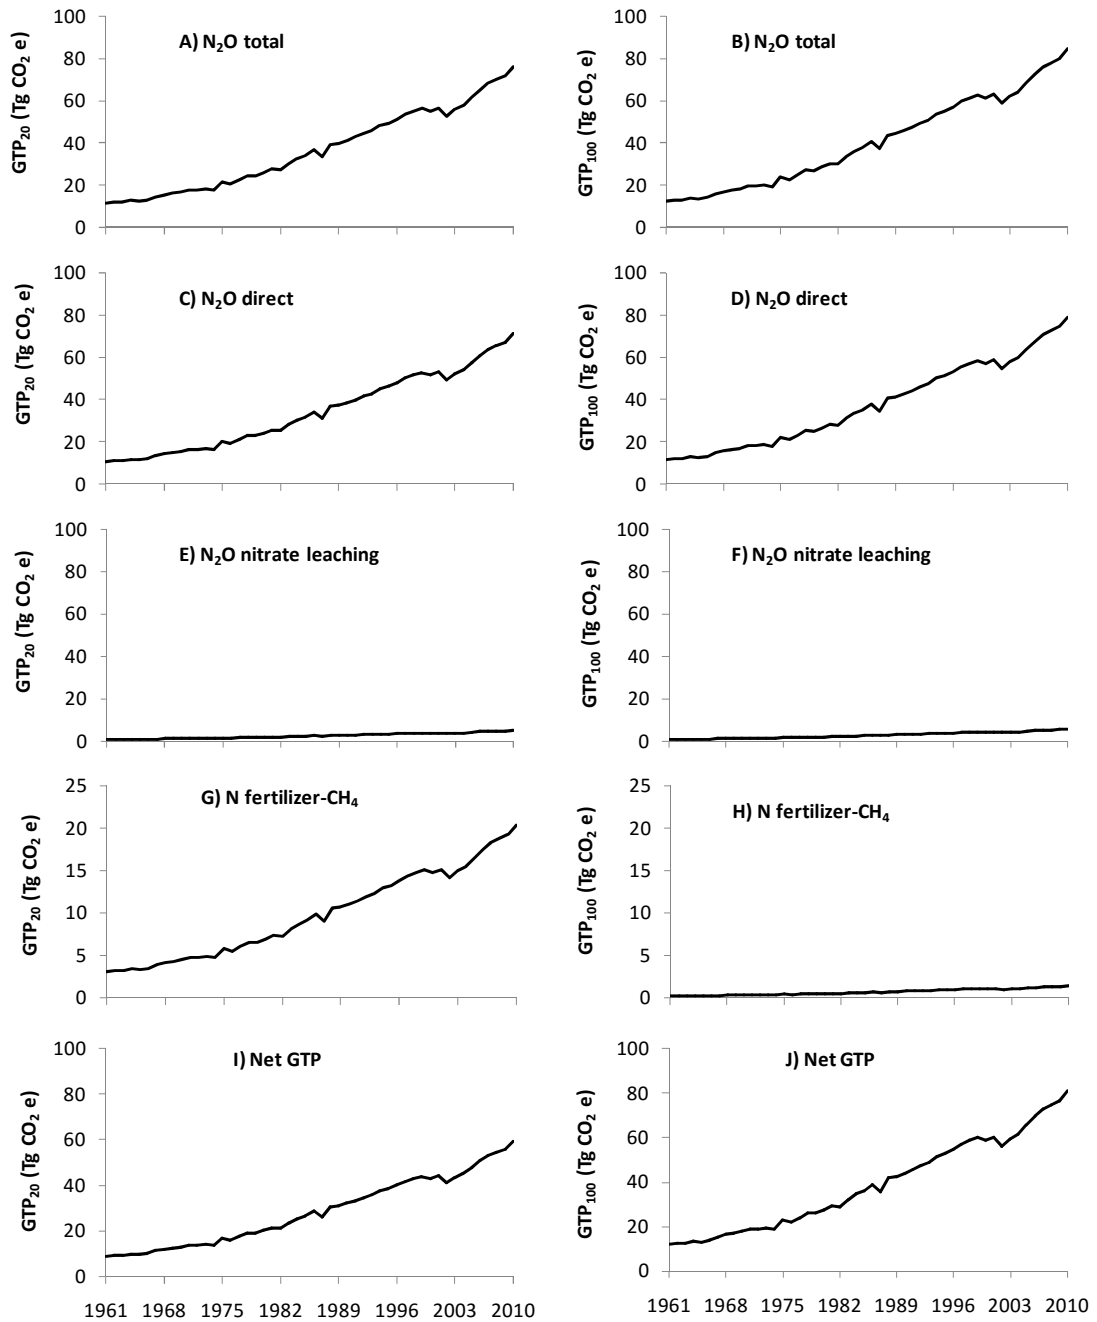 A) N₂O total
GTP₂₀ (Tg CO₂ e)
100
80
60
40
20
0
B) N₂O total
GTP₁₀₀ (Tg CO₂ e)
100
80
60
40
20
0
C) N₂O direct
GTP₂₀ (Tg CO₂ e)
100
80
60
40
20
0
D) N₂O direct
GTP₁₀₀ (Tg CO₂ e)
100
80
60
40
20
0
E) N₂O nitrate leaching
GTP₂₀ (Tg CO₂ e)
100
80
60
40
20
0
F) N₂O nitrate leaching
GTP₁₀₀ (Tg CO₂ e)
100
80
60
40
20
0
G) N fertilizer-CH₄
GTP₂₀ (Tg CO₂ e)
25
20
15
10
5
0
H) N fertilizer-CH₄
GTP₁₀₀ (Tg CO₂ e)
25
20
15
10
5
0
I) Net GTP
GTP₂₀ (Tg CO₂ e)
100
80
60
40
20
0
1961 1968 1975 1982 1989 1996 2003 2010
J) Net GTP
GTP₁₀₀ (Tg CO₂ e)
100
80
60
40
20
0
1961 1968 1975 1982 1989 1996 2003 2010